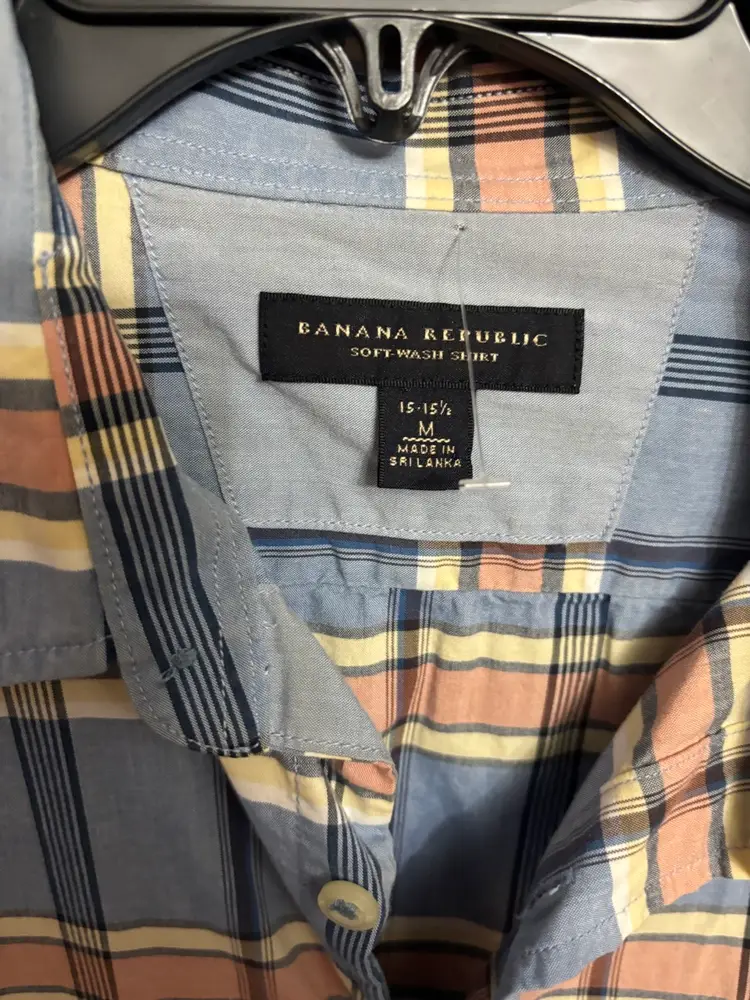 BANANA REPUBLIC
SOFT-WASH SHIRT
15-15½
M
MADE IN
SRI LANKA